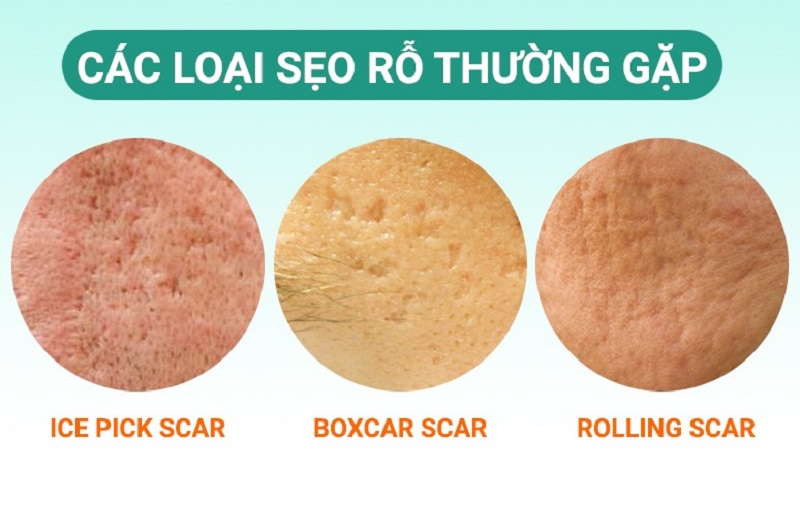 CÁC LOẠI SẸO RỖ THƯỜNG GẶP
ICE PICK SCAR
BOXCAR SCAR
ROLLING SCAR